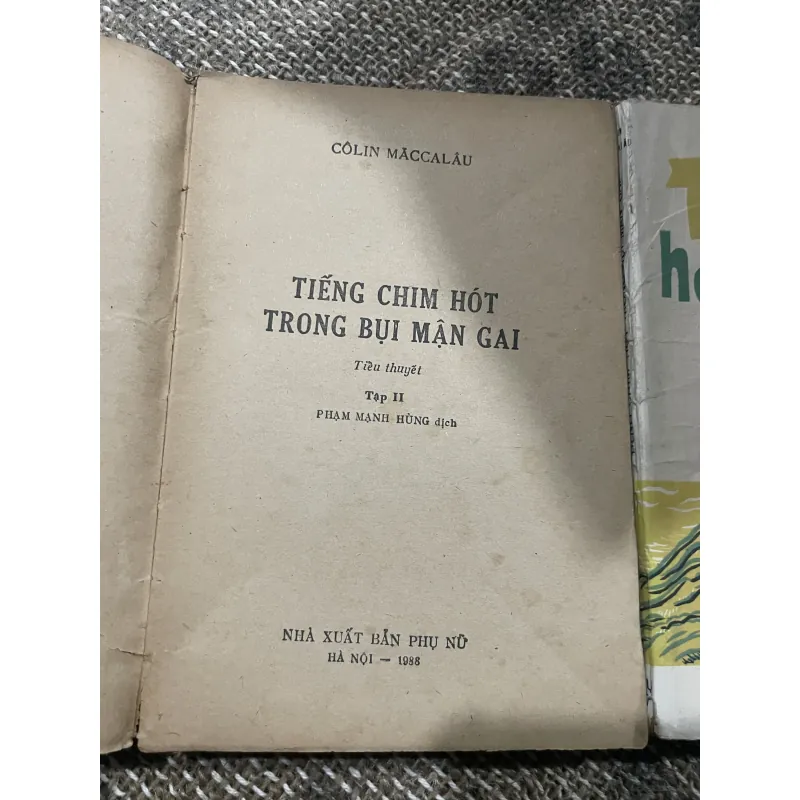 CÔLIN MĂCCALÂU
TIẾNG CHIM HÓT
TRONG BỤI MẬN GAI
Tiểu thuyết
Tập II
PHẠM MẠNH HÙNG dịch
NHÀ XUẤT BẢN PHỤ NỮ
HÀ NỘI — 1988